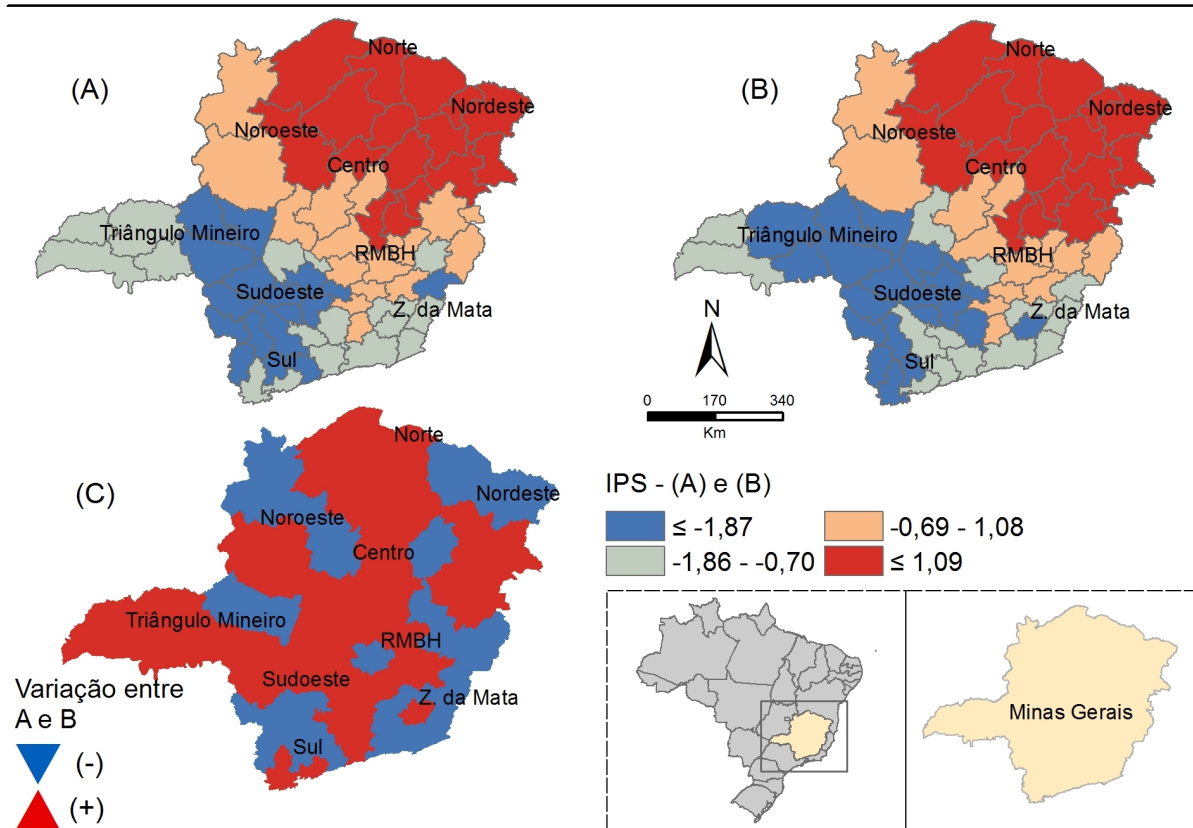 (A)
Norte
Nordeste
Noroeste
Centro
Triângulo Mineiro
RMBH
Sudoeste
Z. da Mata
Sul
(B)
Norte
Nordeste
Noroeste
Centro
Triângulo Mineiro
RMBH
Sudoeste
Z. da Mata
Sul
N
0 170 340
Km
(C)
Norte
Nordeste
Noroeste
Centro
Triângulo Mineiro
RMBH
Sudoeste
Z. da Mata
Sul
Variação entre
A e B
(-)
(+)
IPS - (A) e (B)
≤ -1,87
-0,69 - 1,08
-1,86 - -0,70
≤ 1,09
Minas Gerais